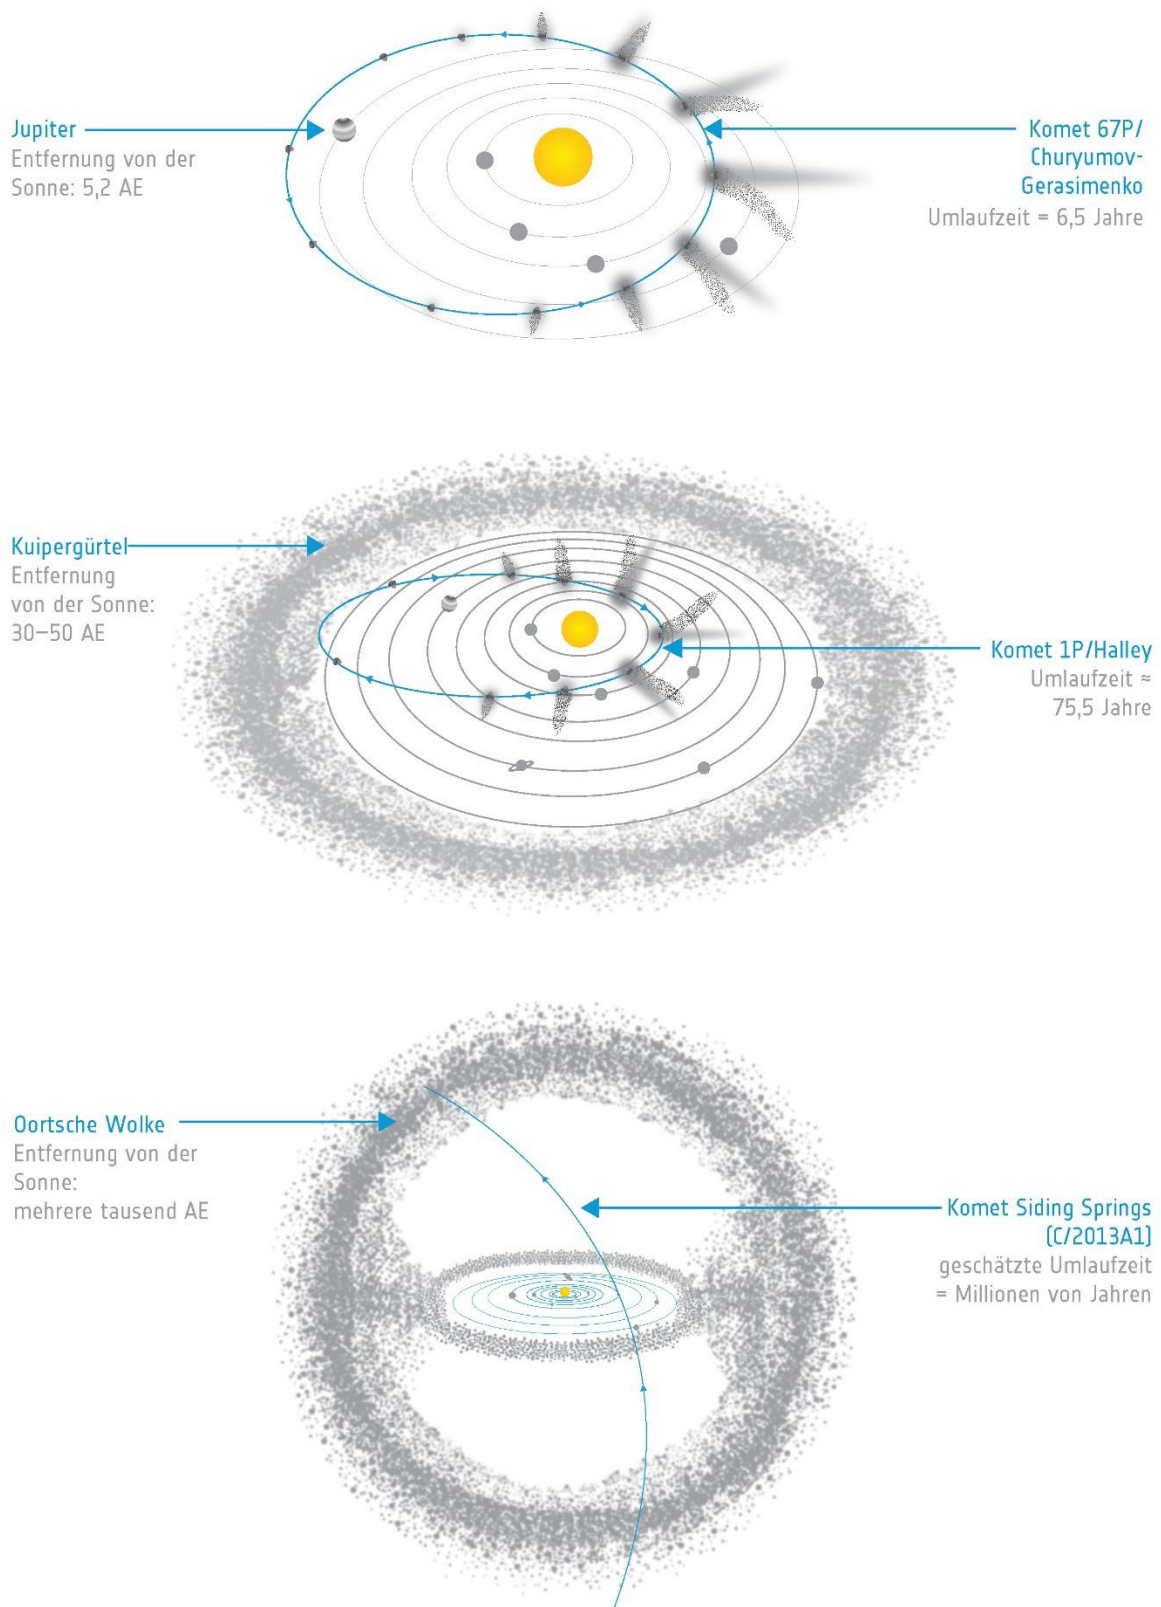 Jupiter
Entfernung von der
Sonne: 5,2 AE
Komet 67P/
Churyumov-
Gerasimenko
Umlaufzeit = 6,5 Jahre
Kuipergürtel
Entfernung
von der Sonne:
30–50 AE
Komet 1P/Halley
Umlaufzeit ≈
75,5 Jahre
Oortsche Wolke
Entfernung von der
Sonne:
mehrere tausend AE
Komet Siding Springs
(C/2013A1)
geschätzte Umlaufzeit
= Millionen von Jahren